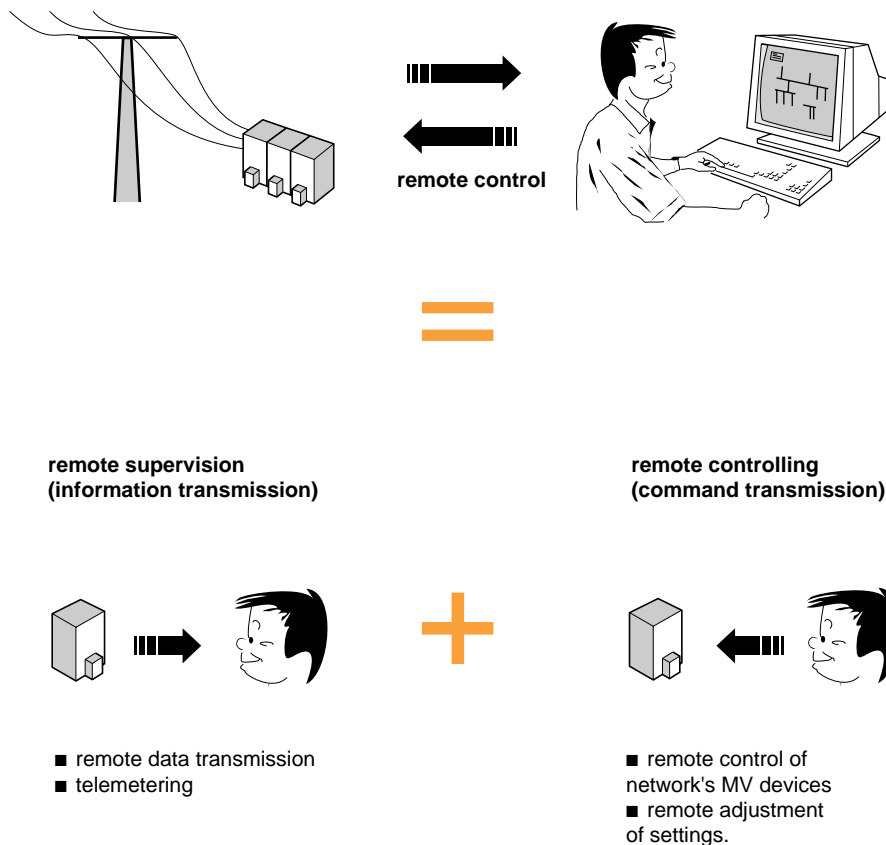 remote control
remote supervision
(information transmission)
remote controlling
(command transmission)
■ remote data transmission
■ telemetering
■ remote control of
network's MV devices
■ remote adjustment
of settings.